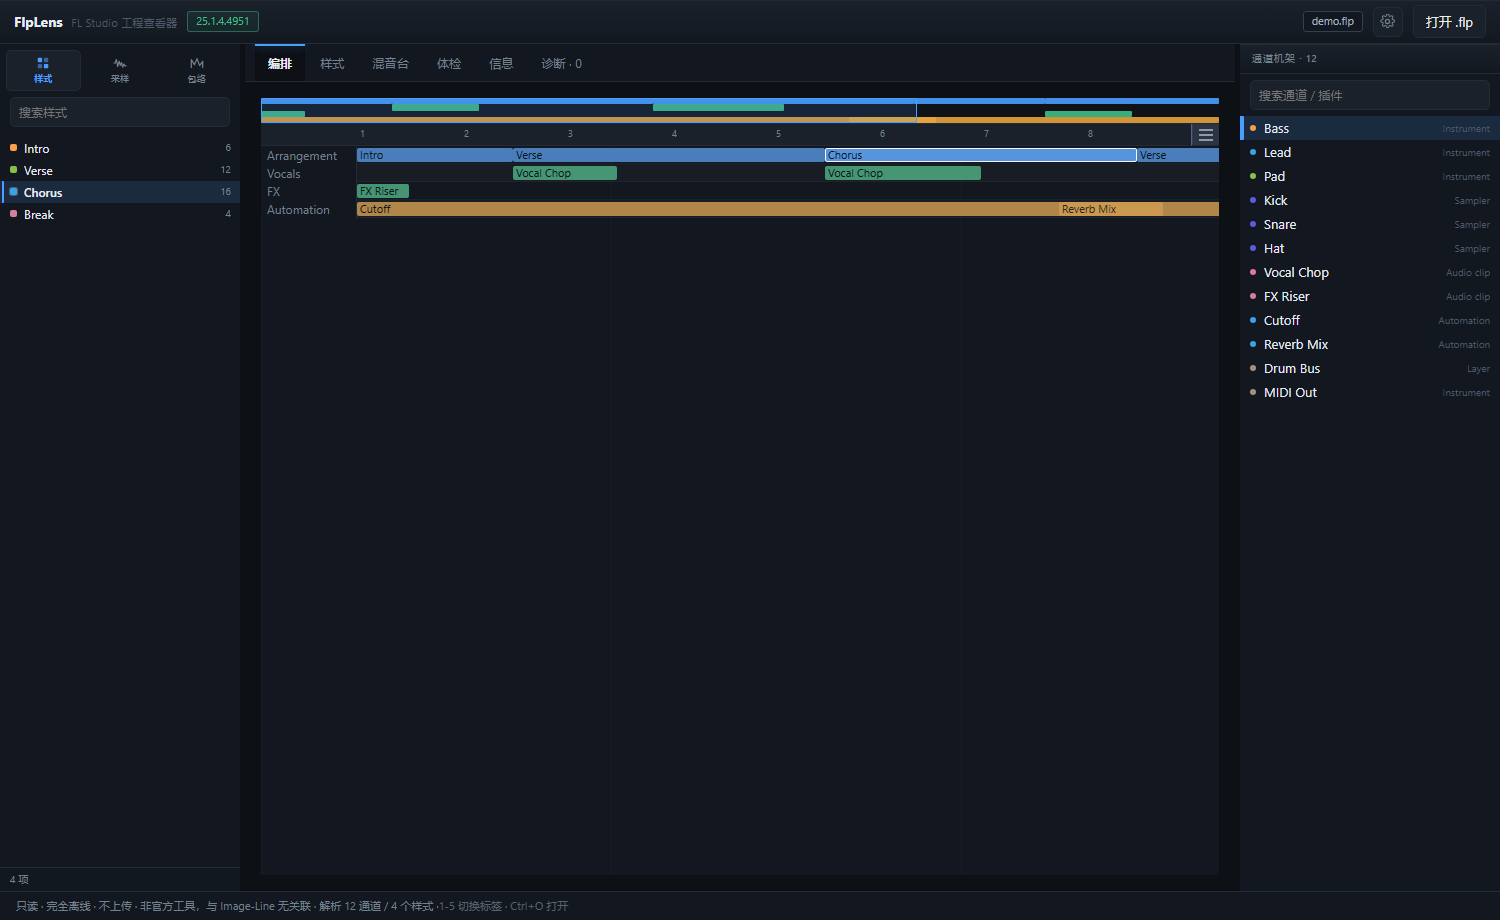 FlpLens FL Studio 工程查看器 25.1.4.4951 demo.flp 打开 .flp
样式 采样 包络
搜索样式
Intro 6
Verse 12
Chorus 16
Break 4
4 项
编排 样式 混音台 体检 信息 诊断 · 0
1 2 3 4 5 6 7 8
Arrangement Intro Verse Chorus Verse
Vocals Vocal Chop Vocal Chop
FX FX Riser
Automation Cutoff Reverb Mix
通道机架 · 12
搜索通道 / 插件
Bass Instrument
Lead Instrument
Pad Instrument
Kick Sampler
Snare Sampler
Hat Sampler
Vocal Chop Audio clip
FX Riser Audio clip
Cutoff Automation
Reverb Mix Automation
Drum Bus Layer
MIDI Out Instrument
只读 · 完全离线 · 不上传 · 非官方工具，与 Image-Line 无关联 · 解析 12 通道 / 4 个样式 ·1-5 切换标签 · Ctrl+O 打开